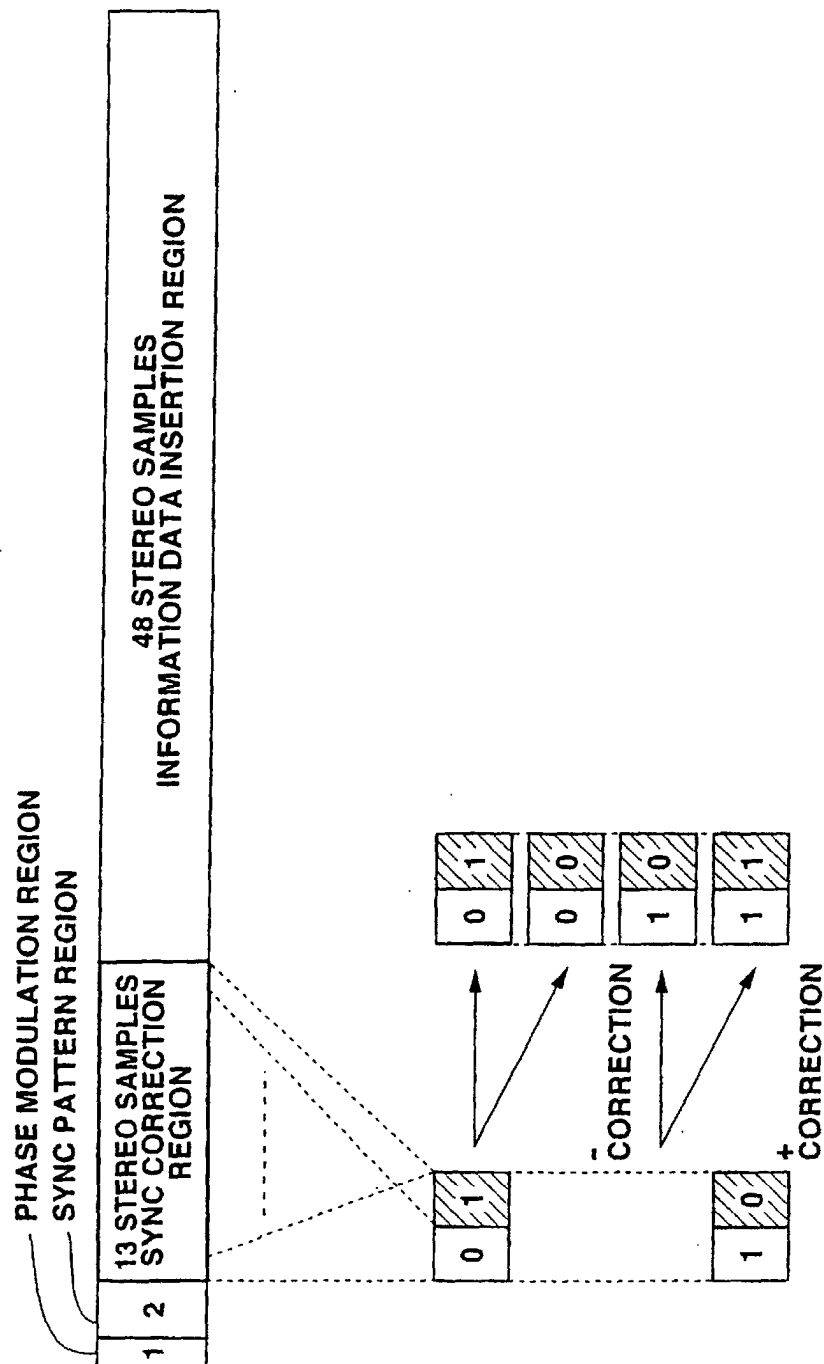 PHASE MODULATION REGION
SYNC PATTERN REGION
1 2
13 STEREO SAMPLES
SYNC CORRECTION
REGION
48 STEREO SAMPLES
INFORMATION DATA INSERTION REGION
0 1
0 1
-
CORRECTION
0 0
1 0
1 0
+
CORRECTION
1 1